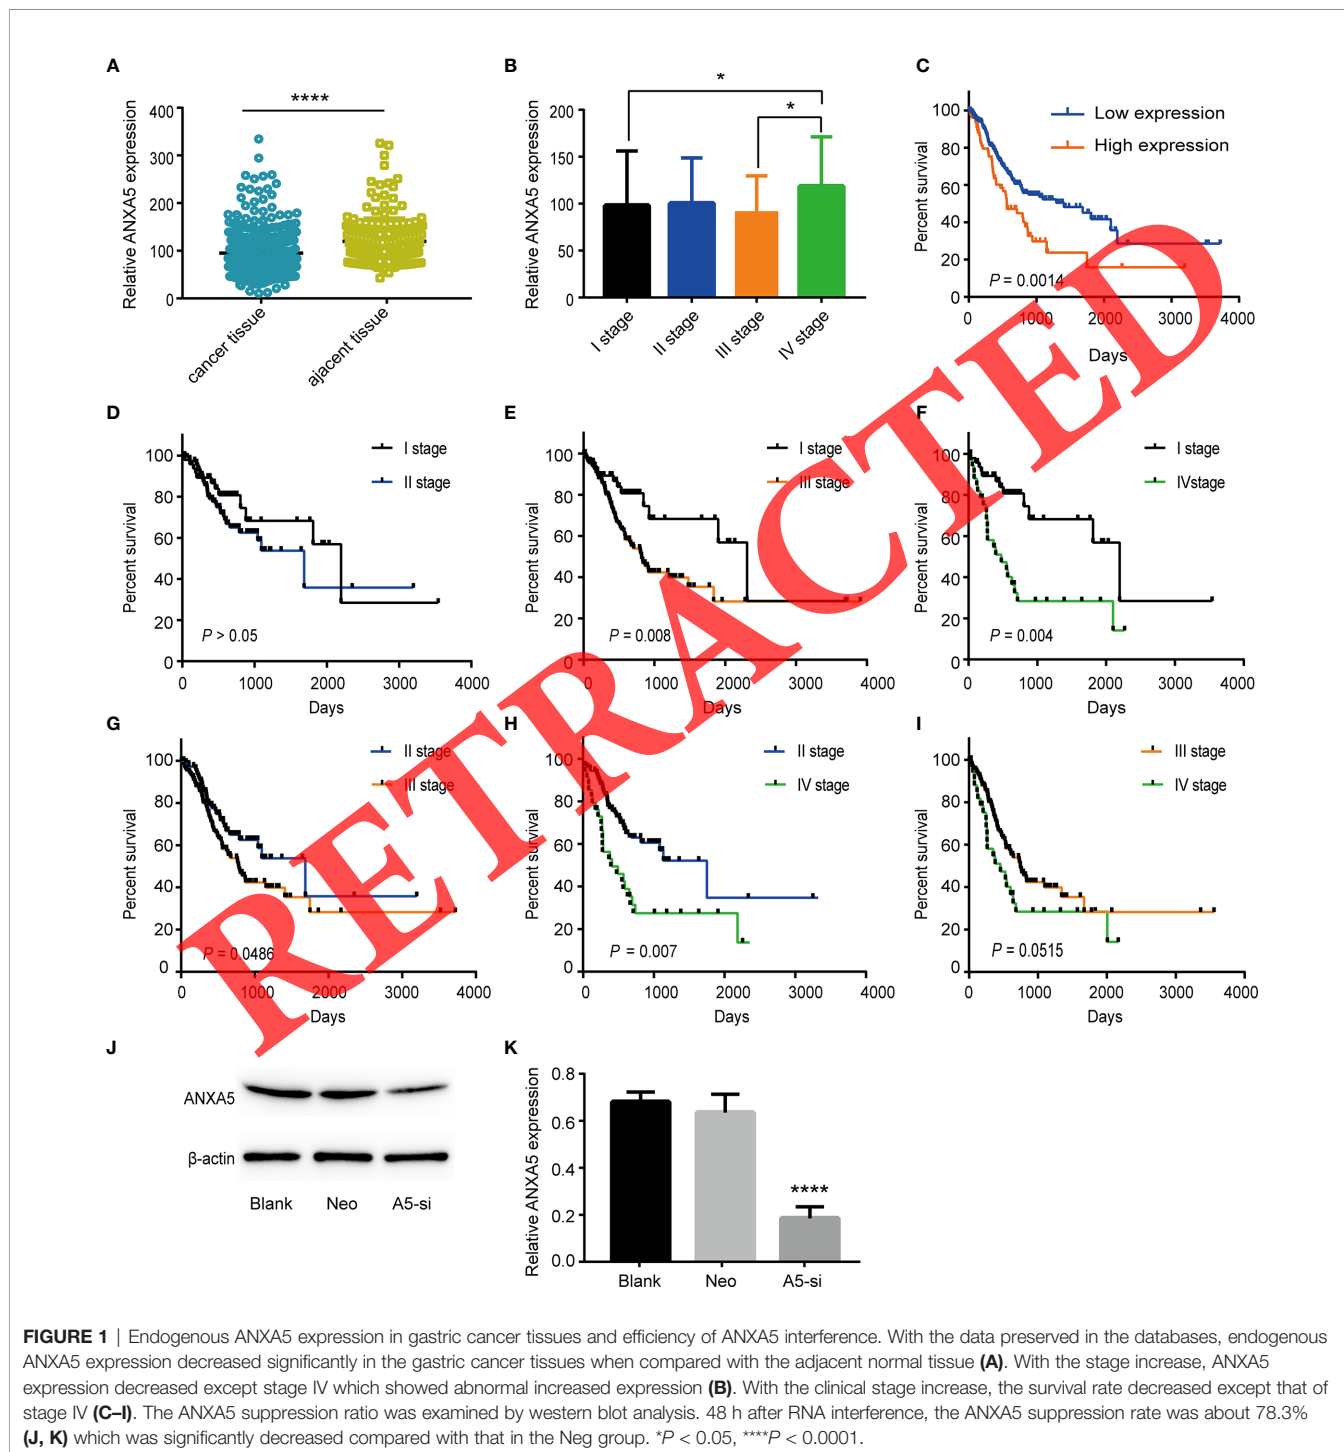 A
Relative ANXA5 expression
400
300
200
100
0
****
cancer tissue
ajacent tissue
B
Relative ANXA5 expression
200
150
100
50
0
*
*
I stage
II stage
III stage
IV stage
C
Percent survival
100
80
60
40
20
0
Low expression
High expression
P = 0.0014
0 1000 2000 3000 4000
Days
D
Percent survival
100
80
60
40
20
0
I stage
II stage
P > 0.05
0 1000 2000 3000 4000
Days
E
Percent survival
100
80
60
40
20
0
I stage
III stage
P = 0.008
0 1000 2000 3000 4000
Days
F
Percent survival
100
80
60
40
20
0
I stage
IVstage
P = 0.004
0 1000 2000 3000 4000
Days
G
Percent survival
100
80
60
40
20
0
II stage
III stage
P = 0.0486
0 1000 2000 3000 4000
Days
H
Percent survival
100
80
60
40
20
0
II stage
IV stage
P = 0.007
0 1000 2000 3000 4000
Days
I
Percent survival
100
80
60
40
20
0
III stage
IV stage
P = 0.0515
0 1000 2000 3000 4000
Days
RETRACTED
J
ANXA5
β-actin
Blank Neo A5-si
K
Relative ANXA5 expression
0.8
0.6
0.4
0.2
0.0
****
Blank Neo A5-si
FIGURE 1 | Endogenous ANXA5 expression in gastric cancer tissues and efficiency of ANXA5 interference. With the data preserved in the databases, endogenous
ANXA5 expression decreased significantly in the gastric cancer tissues when compared with the adjacent normal tissue (A). With the stage increase, ANXA5
expression decreased except stage IV which showed abnormal increased expression (B). With the clinical stage increase, the survival rate decreased except that of
stage IV (C–I). The ANXA5 suppression ratio was examined by western blot analysis. 48 h after RNA interference, the ANXA5 suppression rate was about 78.3%
(J, K) which was significantly decreased compared with that in the Neg group. *P < 0.05, ****P < 0.0001.